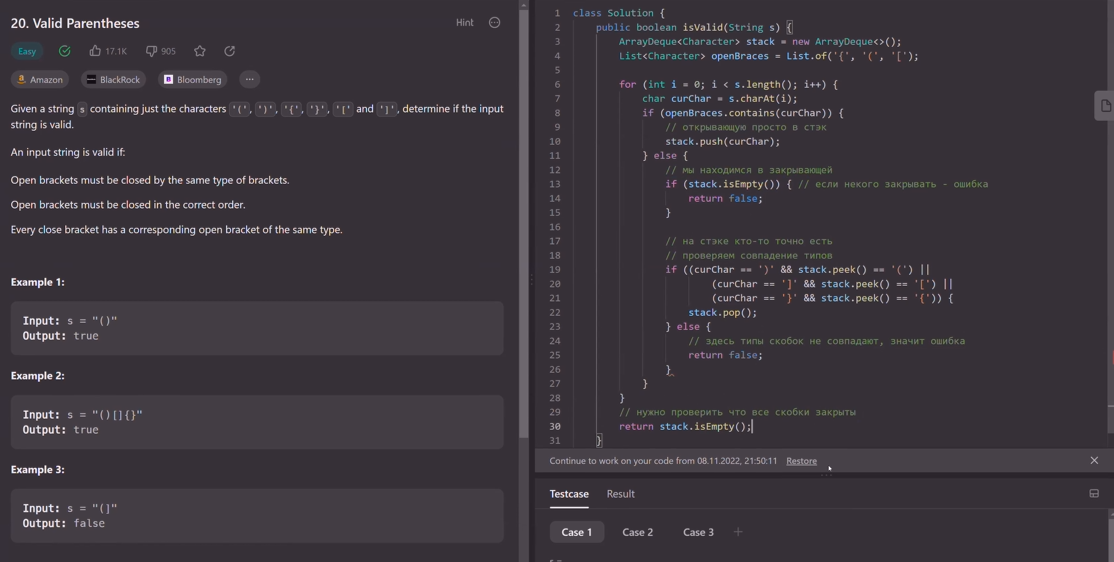 20. Valid Parentheses
Hint
Easy
17.1K
905
Amazon
BlackRock
Bloomberg
Given a string s containing just the characters '(', ')', '{', '}', '[' and ']', determine if the input
string is valid.
An input string is valid if:
Open brackets must be closed by the same type of brackets.
Open brackets must be closed in the correct order.
Every close bracket has a corresponding open bracket of the same type.
Example 1:
Input: s = "()"
Output: true
Example 2:
Input: s = "()[]{}"
Output: true
Example 3:
Input: s = "(]"
Output: false
1 class Solution {
2 public boolean isValid(String s) {
3 ArrayDeque<Character> stack = new ArrayDeque<>();
4 List<Character> openBraces = List.of('{', '(', '[');
5
6 for (int i = 0; i < s.length(); i++) {
7 char curChar = s.charAt(i);
8 if (openBraces.contains(curChar)) {
9 // открывающую просто в стэк
10 stack.push(curChar);
11 } else {
12 // мы находимся в закрывающей
13 if (stack.isEmpty()) { // если некого закрывать - ошибка
14 return false;
15 }
16
17 // на стэке кто-то точно есть
18 // проверяем совпадение типов
19 if ((curChar == ')' && stack.peek() == '(') ||
20 (curChar == ']' && stack.peek() == '[') ||
21 (curChar == '}' && stack.peek() == '{')) {
22 stack.pop();
23 } else {
24 // здесь типы скобок не совпадают, значит ошибка
25 return false;
26 }
27 }
28 }
29 // нужно проверить что все скобки закрыты
30 return stack.isEmpty();
31 }
Continue to work on your code from 08.11.2022, 21:50:11 Restore
Testcase Result
Case 1 Case 2 Case 3 +